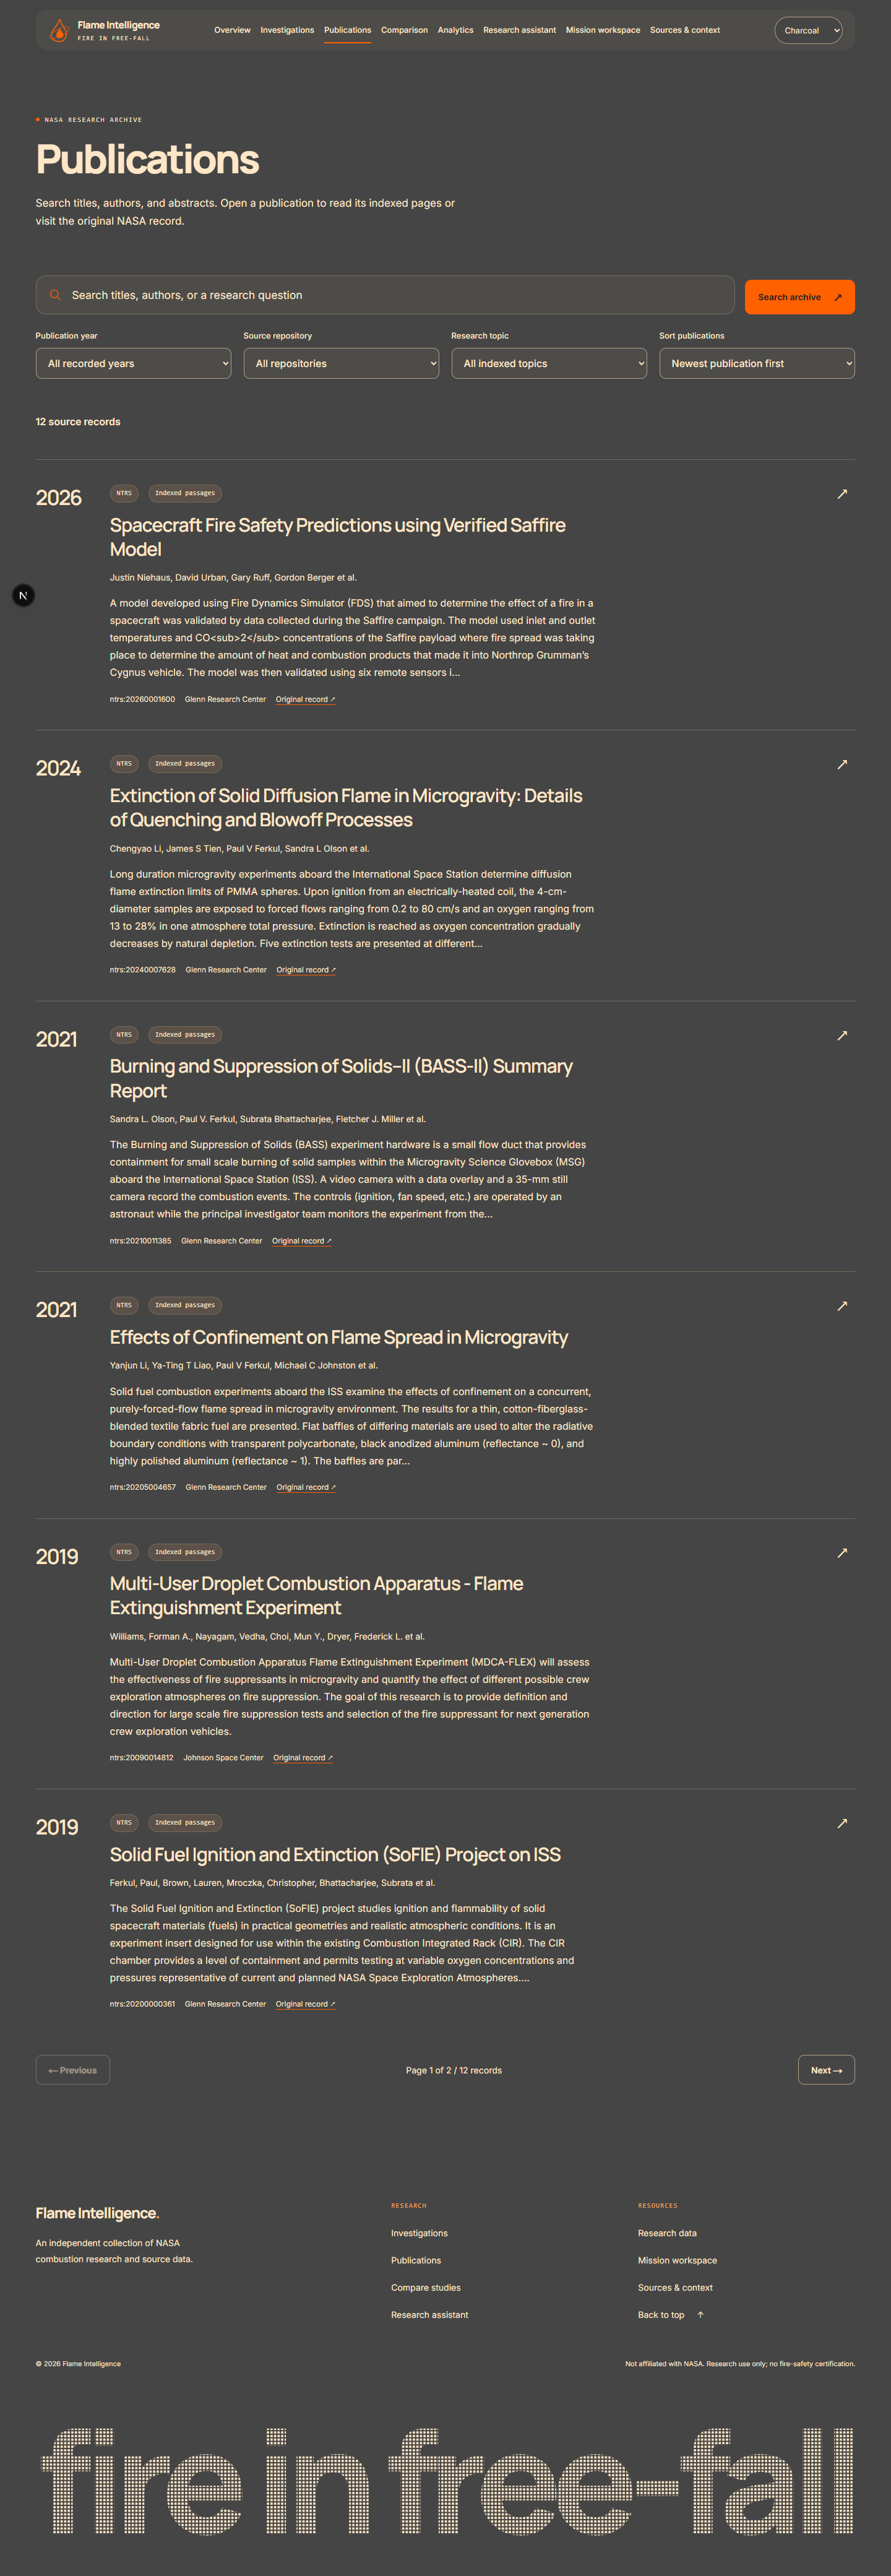 Flame Intelligence
FIRE IN FREE-FALL
Overview Investigations Publications Comparison Analytics Research assistant Mission workspace Sources & context
Charcoal
NASA RESEARCH ARCHIVE
Publications
Search titles, authors, and abstracts. Open a publication to read its indexed pages or
visit the original NASA record.
Search titles, authors, or a research question
Search archive ↗
Publication year Source repository Research topic Sort publications
All recorded years All repositories All indexed topics Newest publication first
12 source records
2026
NTRS Indexed passages ↗
Spacecraft Fire Safety Predictions using Verified Saffire
Model
Justin Niehaus, David Urban, Gary Ruff, Gordon Berger et al.
A model developed using Fire Dynamics Simulator (FDS) that aimed to determine the effect of a fire in a
spacecraft was validated by data collected during the Saffire campaign. The model used inlet and outlet
temperatures and CO<sub>2</sub> concentrations of the Saffire payload where fire spread was taking
place to determine the amount of heat and combustion products that made it into Northrop Grumman's
Cygnus vehicle. The model was then validated using six remote sensors i...
ntrs:20260001600 Glenn Research Center Original record ↗
N
2024
NTRS Indexed passages ↗
Extinction of Solid Diffusion Flame in Microgravity: Details
of Quenching and Blowoff Processes
Chengyao Li, James S Tien, Paul V Ferkul, Sandra L Olson et al.
Long duration microgravity experiments aboard the International Space Station determine diffusion
flame extinction limits of PMMA spheres. Upon ignition from an electrically-heated coil, the 4-cm-
diameter samples are exposed to forced flows ranging from 0.2 to 80 cm/s and an oxygen ranging from
13 to 28% in one atmosphere total pressure. Extinction is reached as oxygen concentration gradually
decreases by natural depletion. Five extinction tests are presented at different...
ntrs:20240007628 Glenn Research Center Original record ↗
2021
NTRS Indexed passages ↗
Burning and Suppression of Solids–II (BASS-II) Summary
Report
Sandra L. Olson, Paul V. Ferkul, Subrata Bhattacharjee, Fletcher J. Miller et al.
The Burning and Suppression of Solids (BASS) experiment hardware is a small flow duct that provides
containment for small scale burning of solid samples within the Microgravity Science Glovebox (MSG)
aboard the International Space Station (ISS). A video camera with a data overlay and a 35-mm still
camera record the combustion events. The controls (ignition, fan speed, etc.) are operated by an
astronaut while the principal investigator team monitors the experiment from the...
ntrs:20210011385 Glenn Research Center Original record ↗
2021
NTRS Indexed passages ↗
Effects of Confinement on Flame Spread in Microgravity
Yanjun Li, Ya-Ting T Liao, Paul V Ferkul, Michael C Johnston et al.
Solid fuel combustion experiments aboard the ISS examine the effects of confinement on a concurrent,
purely-forced-flow flame spread in microgravity environment. The results for a thin, cotton-fiberglass-
blended textile fabric fuel are presented. Flat baffles of differing materials are used to alter the radiative
boundary conditions with transparent polycarbonate, black anodized aluminum (reflectance ~ 0), and
highly polished aluminum (reflectance ~ 1). The baffles are par...
ntrs:20205004657 Glenn Research Center Original record ↗
2019
NTRS Indexed passages ↗
Multi-User Droplet Combustion Apparatus - Flame
Extinguishment Experiment
Williams, Forman A., Nayagam, Vedha, Choi, Mun Y., Dryer, Frederick L. et al.
Multi-User Droplet Combustion Apparatus Flame Extinguishment Experiment (MDCA-FLEX) will assess
the effectiveness of fire suppressants in microgravity and quantify the effect of different possible crew
exploration atmospheres on fire suppression. The goal of this research is to provide definition and
direction for large scale fire suppression tests and selection of the fire suppressant for next generation
crew exploration vehicles.
ntrs:20090014812 Johnson Space Center Original record ↗
2019
NTRS Indexed passages ↗
Solid Fuel Ignition and Extinction (SoFIE) Project on ISS
Ferkul, Paul, Brown, Lauren, Mroczka, Christopher, Bhattacharjee, Subrata et al.
The Solid Fuel Ignition and Extinction (SoFIE) project studies ignition and flammability of solid
spacecraft materials (fuels) in practical geometries and realistic atmospheric conditions. It is an
experiment insert designed for use within the existing Combustion Integrated Rack (CIR). The CIR
chamber provides a level of containment and permits testing at variable oxygen concentrations and
pressures representative of current and planned NASA Space Exploration Atmospheres....
ntrs:20200000361 Glenn Research Center Original record ↗
← Previous Page 1 of 2 / 12 records Next →
Flame Intelligence.
An independent collection of NASA
combustion research and source data.
RESEARCH
Investigations
Publications
Compare studies
Research assistant
RESOURCES
Research data
Mission workspace
Sources & context
Back to top ↑
© 2026 Flame Intelligence
Not affiliated with NASA. Research use only; no fire-safety certification.
fire in free-fall